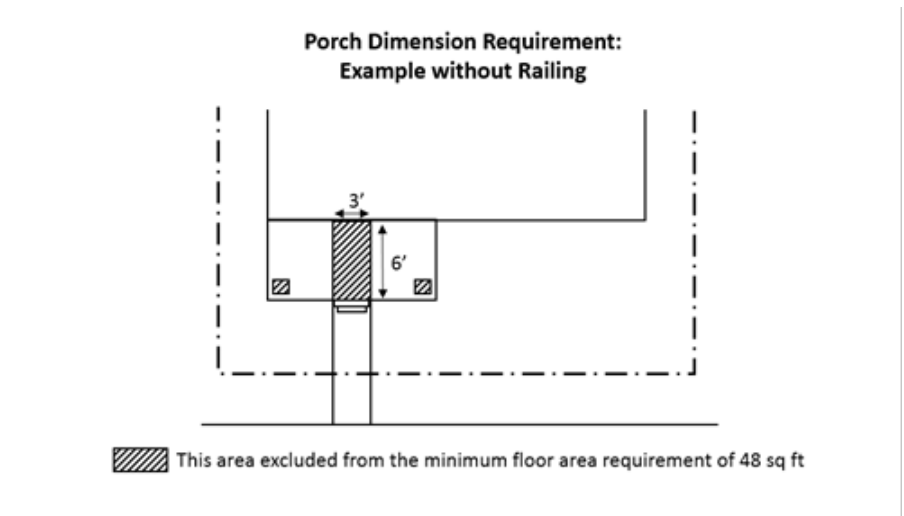 Porch Dimension Requirement:
Example without Railing
3′
6′
This area excluded from the minimum floor area requirement of 48 sq ft